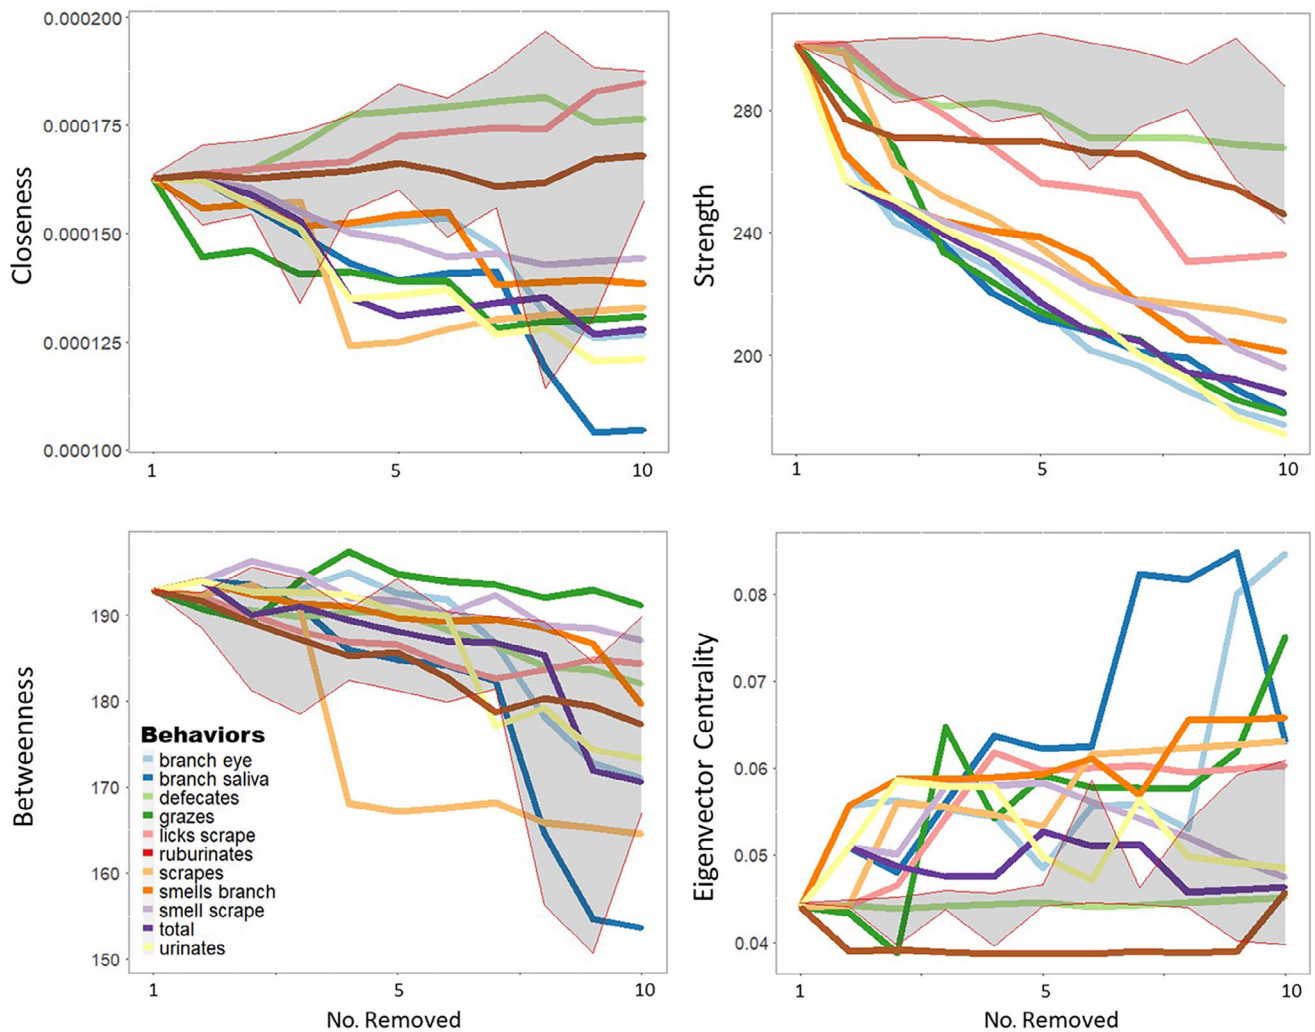 Closeness
0.000200
0.000175
0.000150
0.000125
0.000100
1 5 10
Strength
280
240
200
1 5 10
Betweenness
190
180
170
160
150
Behaviors
branch eye
branch saliva
defecates
grazes
licks scrape
ruburinates
scrapes
smells branch
smell scrape
total
urinates
1 5 10
No. Removed
Eigenvector Centrality
0.08
0.07
0.06
0.05
0.04
1 5 10
No. Removed